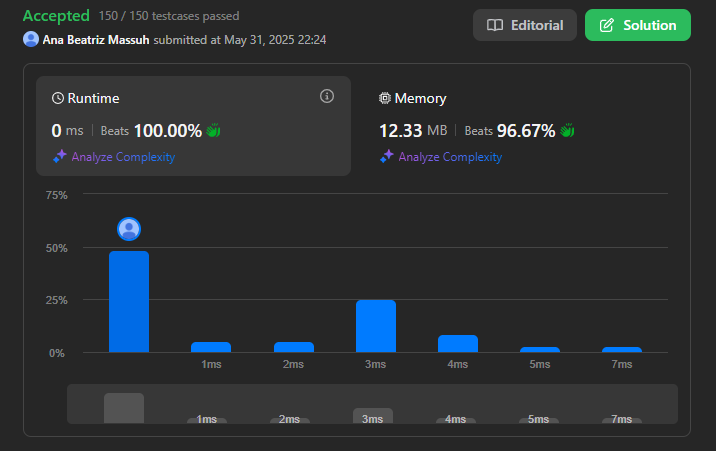 Accepted 150 / 150 testcases passed
Editorial
Solution
Ana Beatriz Massuh submitted at May 31, 2025 22:24
Runtime
0 ms | Beats 100.00%
Analyze Complexity
Memory
12.33 MB | Beats 96.67%
Analyze Complexity
75%
50%
25%
0%
1ms 2ms 3ms 4ms 5ms 7ms
1ms 2ms 3ms 4ms 5ms 7ms